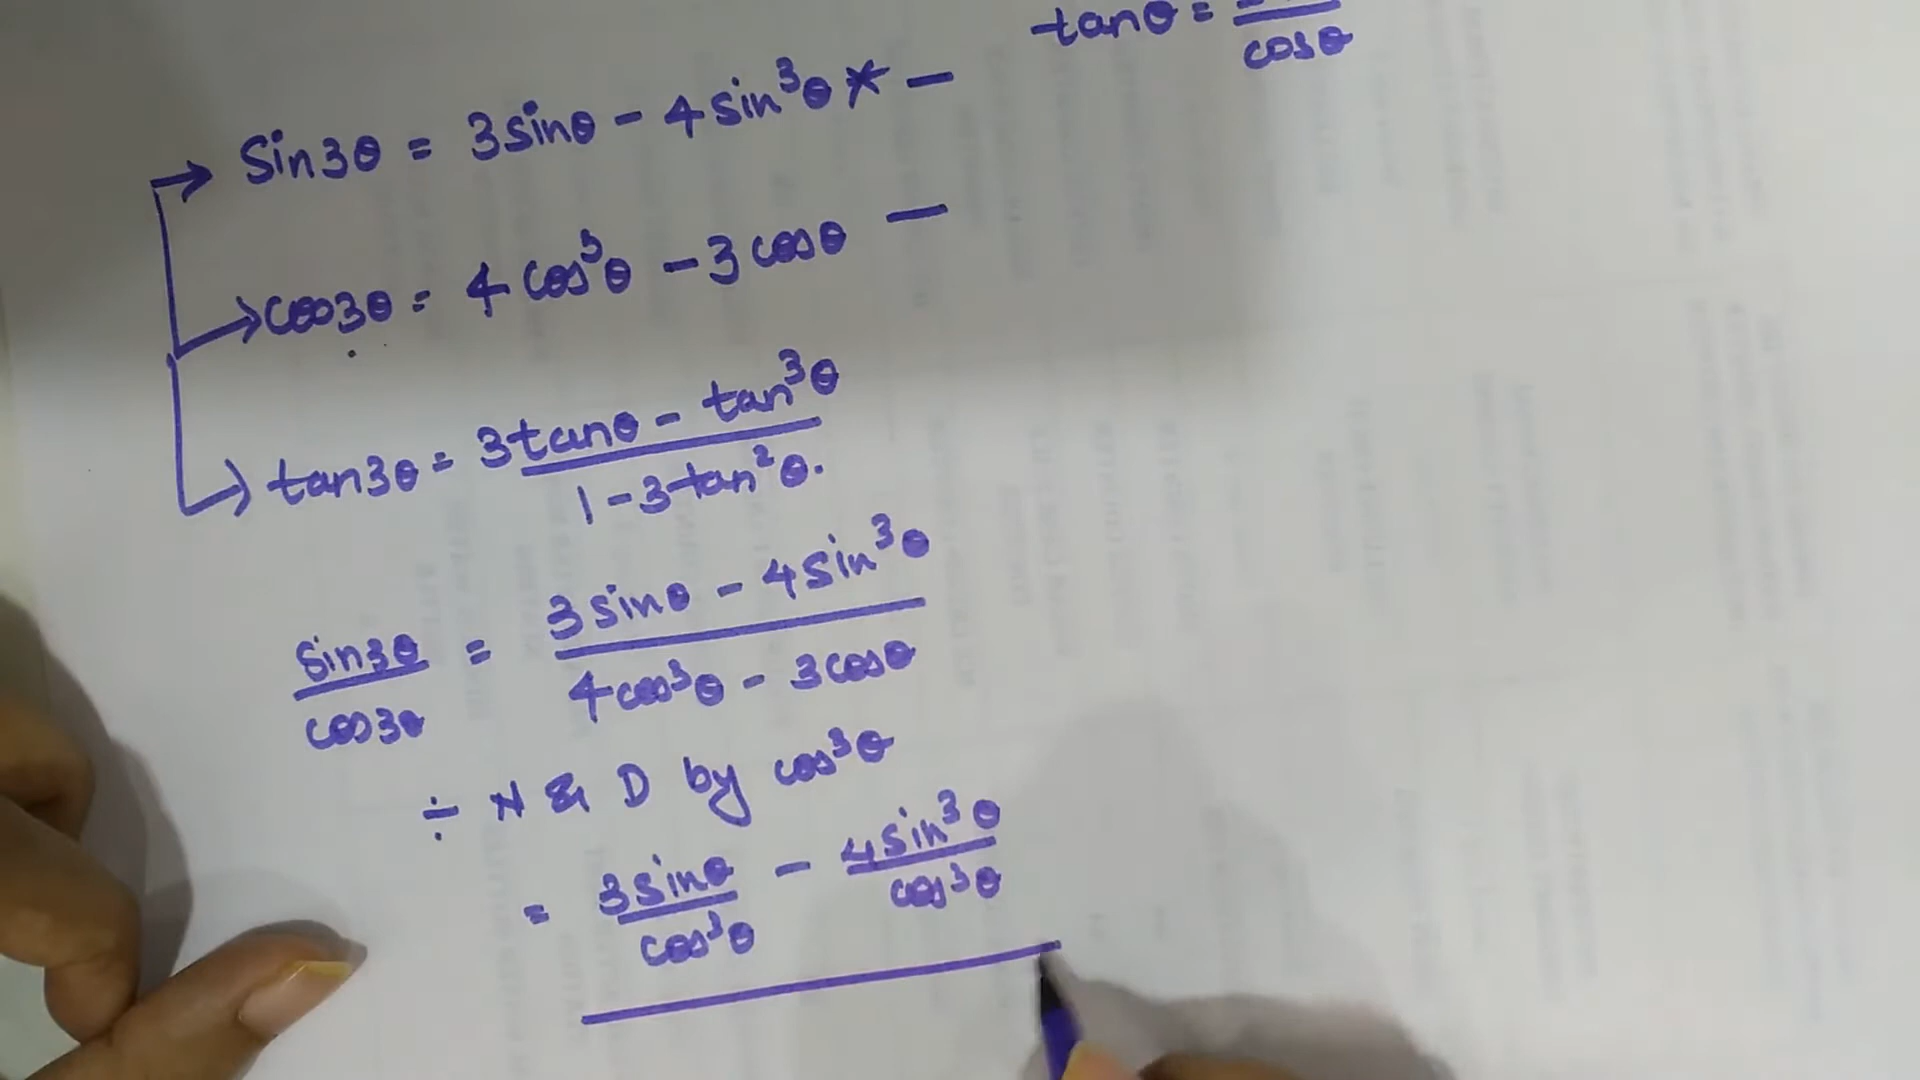 tanθ =
cosθ
Sin3θ = 3sinθ - 4sin³θ * -
cos3θ = 4cos³θ - 3cosθ -
tan3θ = 3tanθ - tan³θ
1 - 3tan²θ.
sin3θ = 3sinθ - 4sin³θ
cos3θ 4cos³θ - 3cosθ
÷ N & D by cos³θ
= 3sinθ - 4sin³θ
cos³θ cos³θ